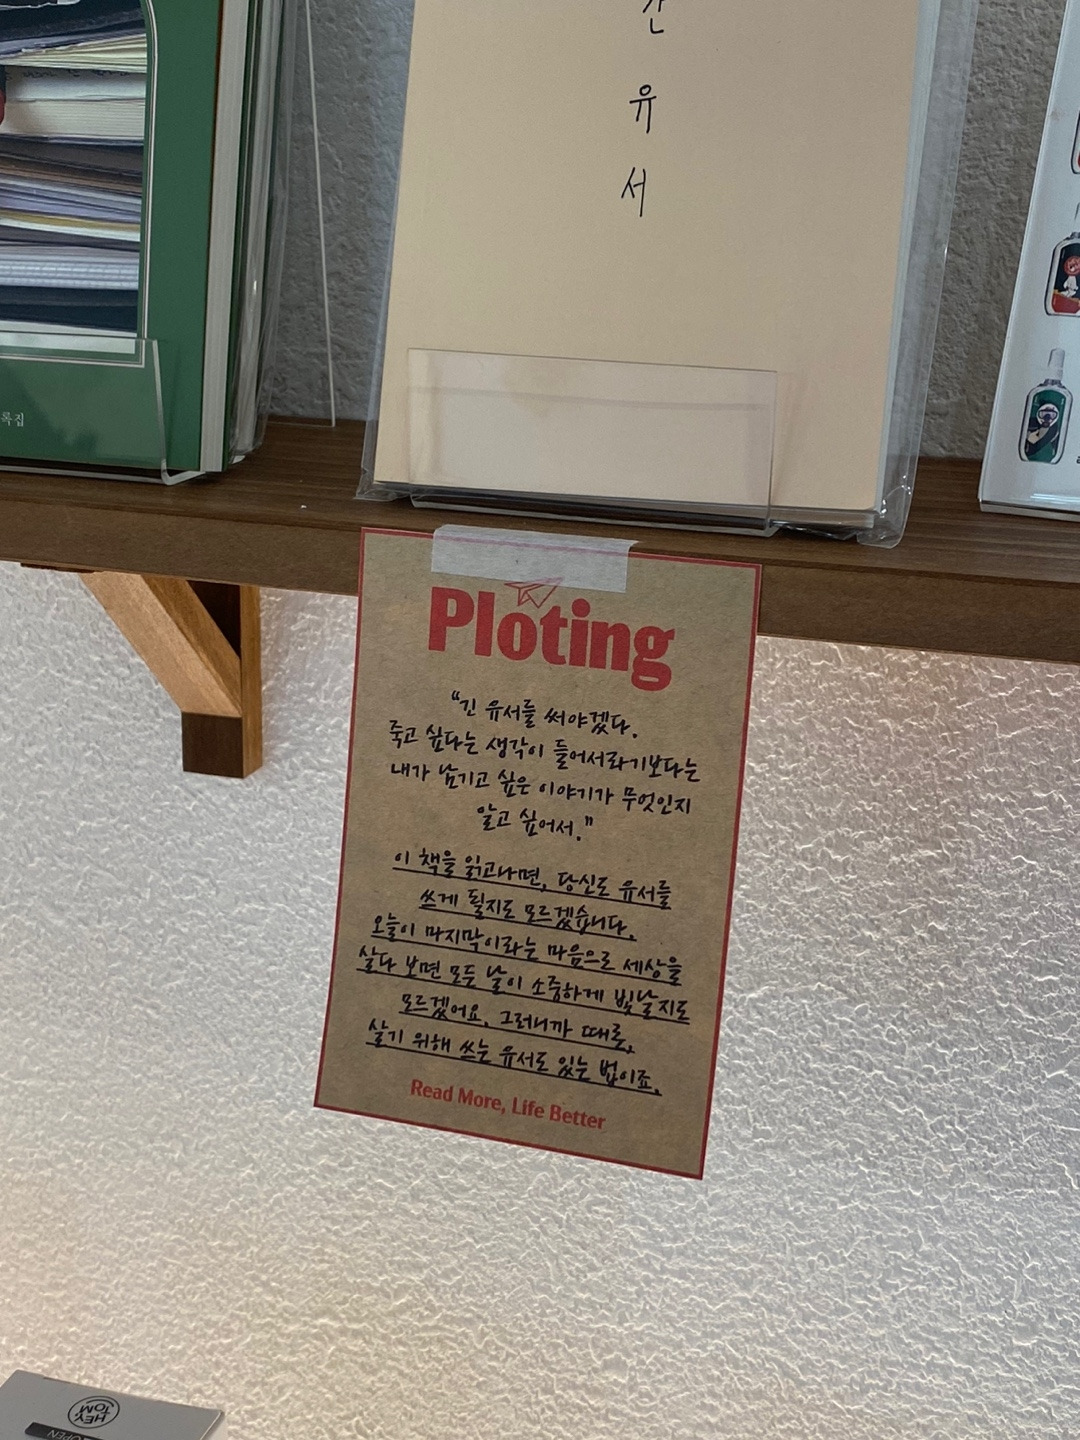 유
서
록집
Ploting
“긴 유서를 써야겠다.
죽고 싶다는 생각이 들어서라기보다는
내가 남기고 싶은 이야기가 무엇인지
알고 싶어서."
이 책을 읽고나면, 당신도 유서를
쓰게 될지도 모르겠습니다.
오늘이 마지막이라는 마음으로 세상을
살다 보면 모든 날이 소중하게 빛날지도
모르겠어요. 그러니까 때로,
살기 위해 쓰는 유서도 있는 법이죠.
Read More, Life Better
HEY
TOM
OPEN